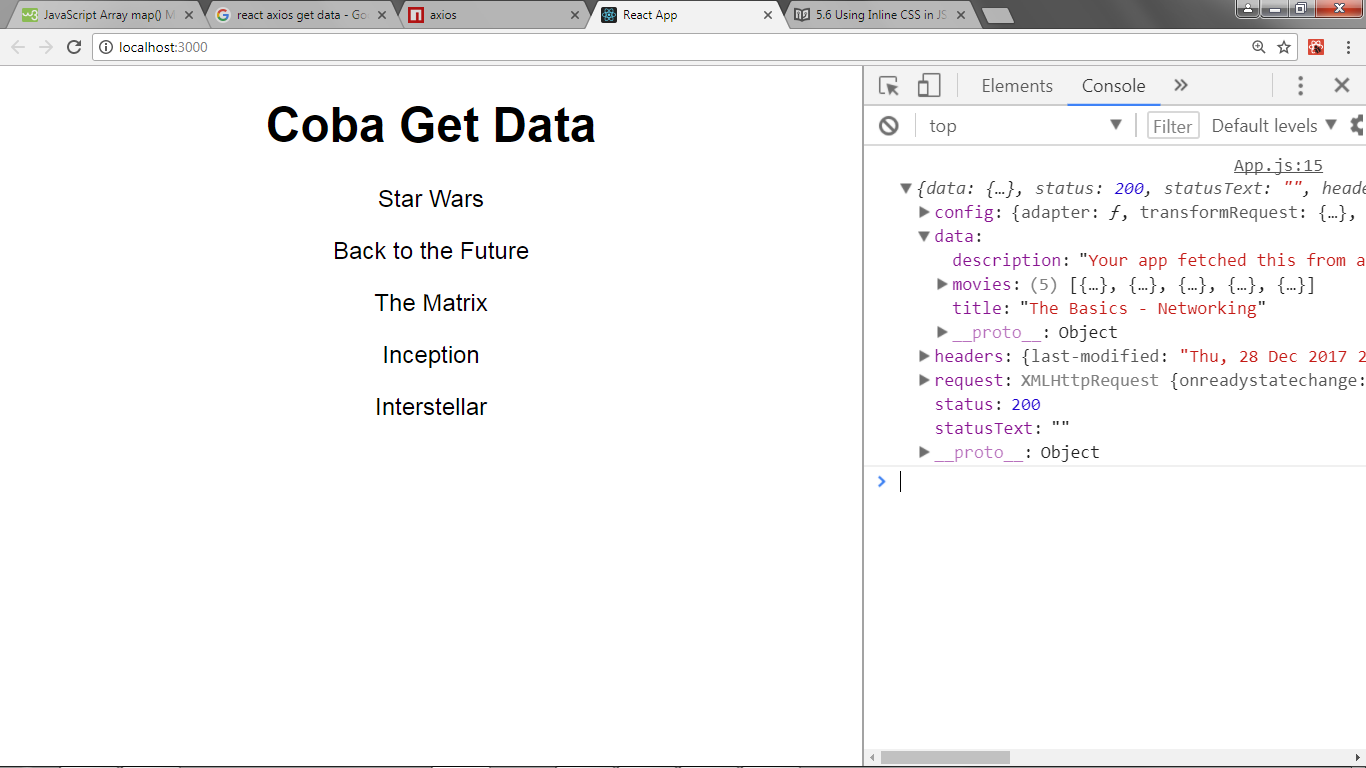 JavaScript Array map() M
react axios get data - Go
axios
React App
5.6 Using Inline CSS in JS
localhost:3000
Coba Get Data
Star Wars
Back to the Future
The Matrix
Inception
Interstellar
Elements Console
top Filter Default levels
App.js:15
{data: {…}, status: 200, statusText: "", heade
config: {adapter: ƒ, transformRequest: {…},
data:
description: "Your app fetched this from a
movies: (5) [{…}, {…}, {…}, {…}, {…}]
title: "The Basics - Networking"
__proto__: Object
headers: {last-modified: "Thu, 28 Dec 2017 2
request: XMLHttpRequest {onreadystatechange:
status: 200
statusText: ""
__proto__: Object